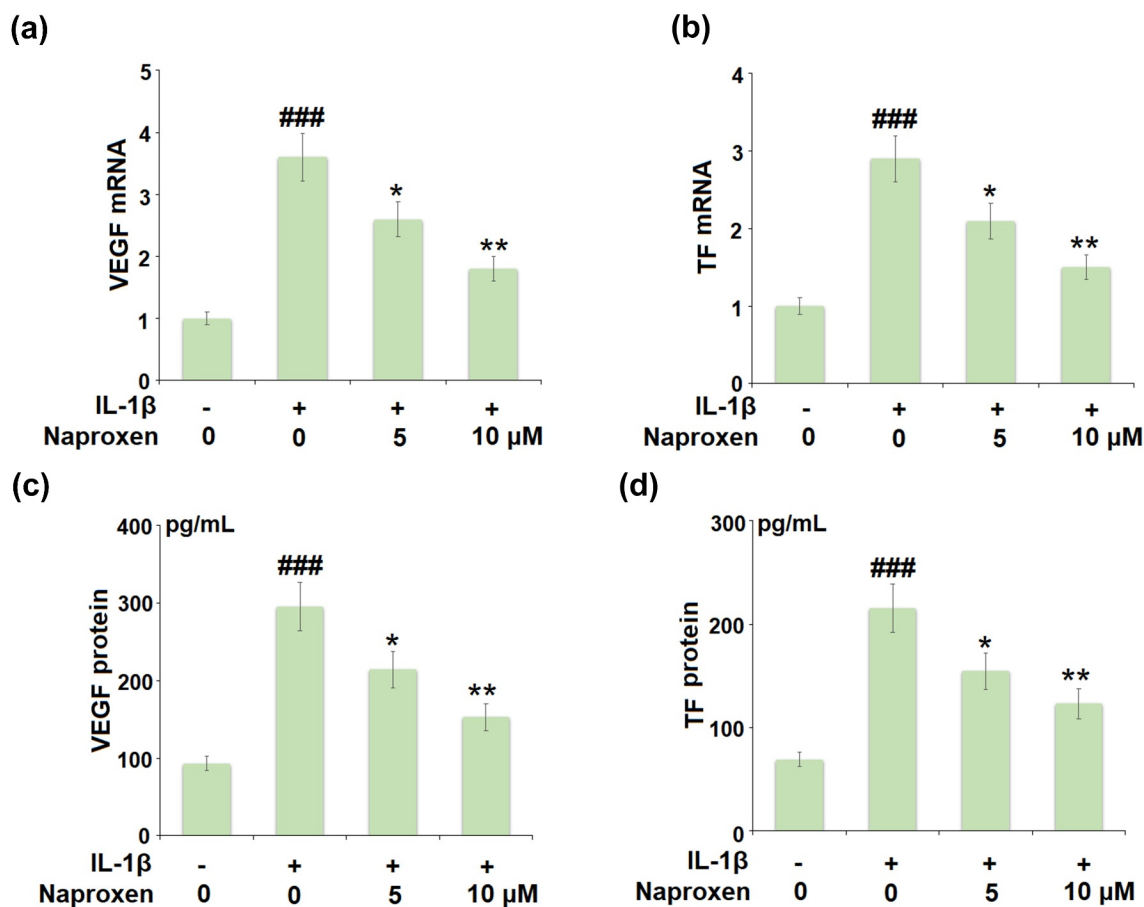 (a)
VEGF mRNA
5
4
3
2
1
0
###
*
**
IL-1β - + + +
Naproxen 0 0 5 10 µM
(b)
TF mRNA
4
3
2
1
0
###
*
**
IL-1β - + + +
Naproxen 0 0 5 10 µM
(c)
VEGF protein
pg/mL
400
300
200
100
0
###
*
**
IL-1β - + + +
Naproxen 0 0 5 10 µM
(d)
TF protein
pg/mL
300
200
100
0
###
*
**
IL-1β - + + +
Naproxen 0 0 5 10 µM